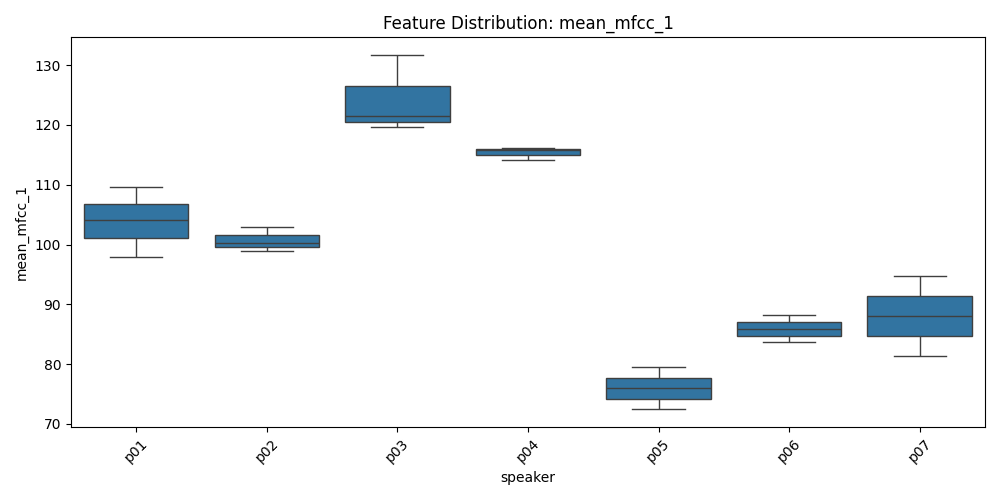 Feature Distribution: mean_mfcc_1
mean_mfcc_1
130
120
110
100
90
80
70
p01
p02
p03
p04
p05
p06
p07
speaker